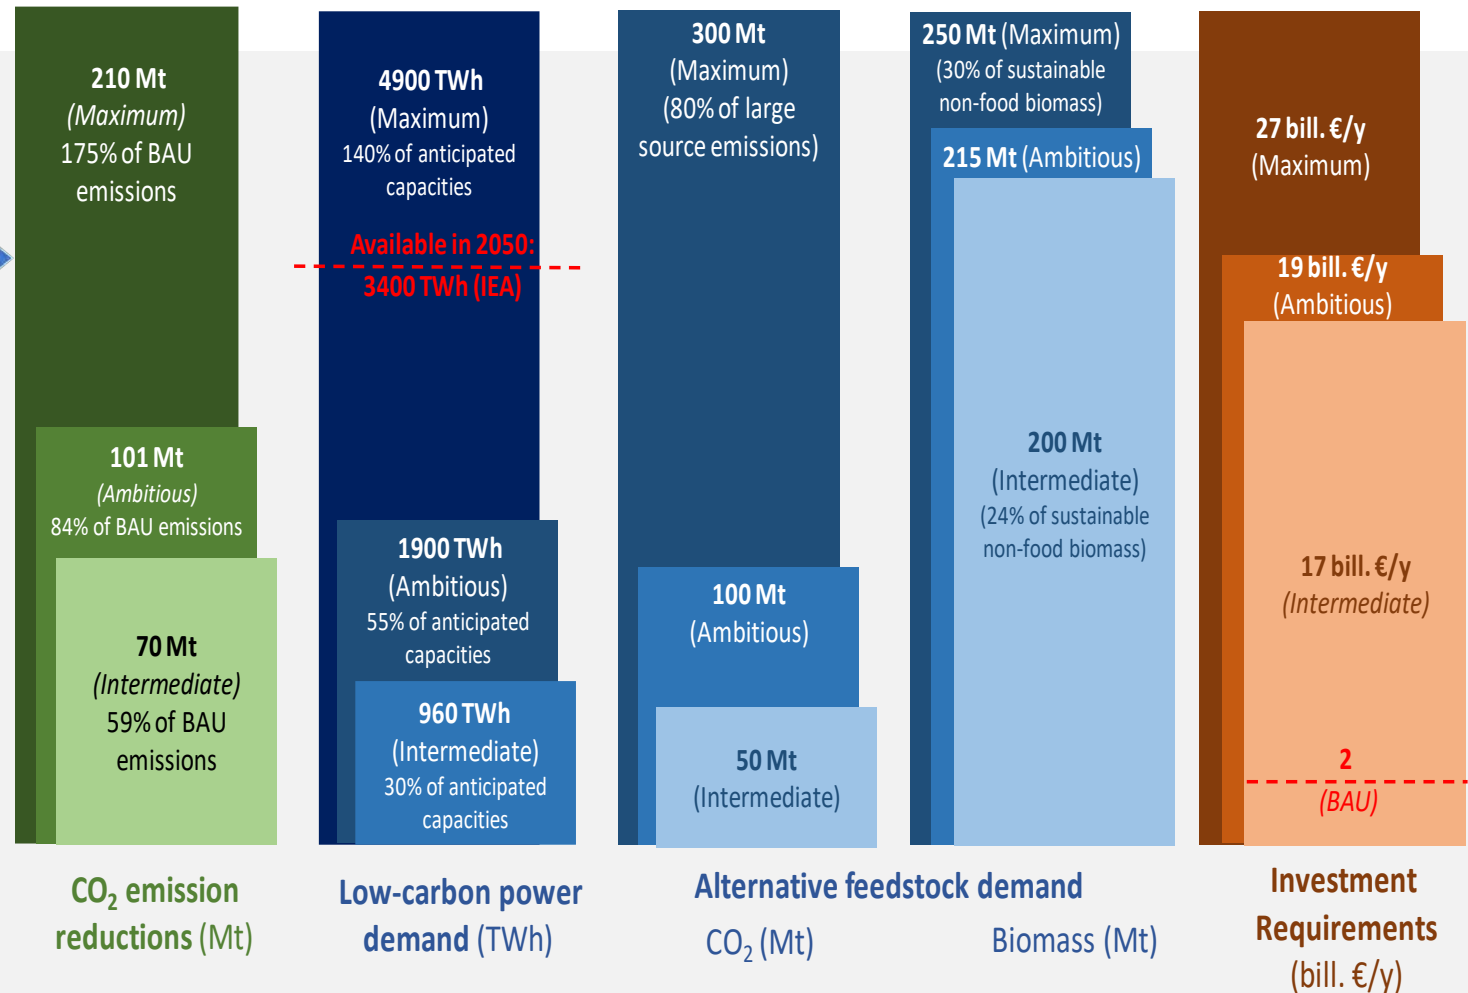 210 Mt
(Maximum)
175% of BAU
emissions
101 Mt
(Ambitious)
84% of BAU emissions
70 Mt
(Intermediate)
59% of BAU
emissions
CO₂ emission
reductions (Mt)
4900 TWh
(Maximum)
140% of anticipated
capacities
Available in 2050:
3400 TWh (IEA)
1900 TWh
(Ambitious)
55% of anticipated
capacities
960 TWh
(Intermediate)
30% of anticipated
capacities
Low-carbon power
demand (TWh)
300 Mt
(Maximum)
(80% of large
source emissions)
100 Mt
(Ambitious)
50 Mt
(Intermediate)
250 Mt (Maximum)
(30% of sustainable
non-food biomass)
215 Mt (Ambitious)
200 Mt
(Intermediate)
(24% of sustainable
non-food biomass)
Alternative feedstock demand
CO₂ (Mt)
Biomass (Mt)
27 bill. €/y
(Maximum)
19 bill. €/y
(Ambitious)
17 bill. €/y
(Intermediate)
2
(BAU)
Investment
Requirements
(bill. €/y)